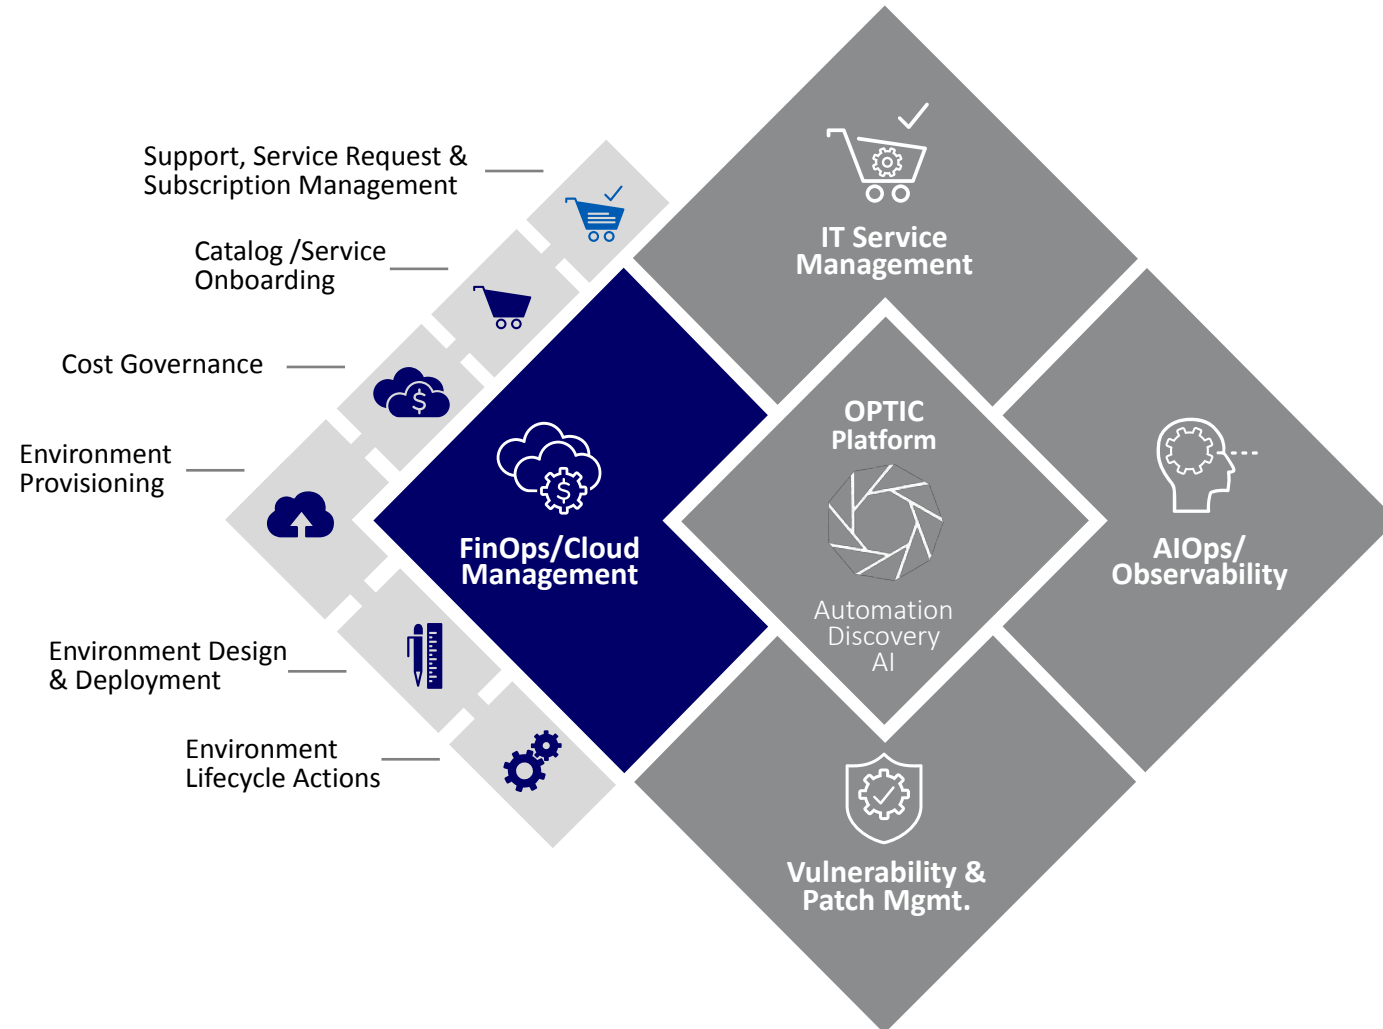 Support, Service Request &
Subscription Management
Catalog /Service
Onboarding
Cost Governance
Environment
Provisioning
Environment Design
& Deployment
Environment
Lifecycle Actions
IT Service
Management
$
$
FinOps/Cloud
Management
OPTIC
Platform
Automation
Discovery
AI
AIOps/
Observability
Vulnerability &
Patch Mgmt.